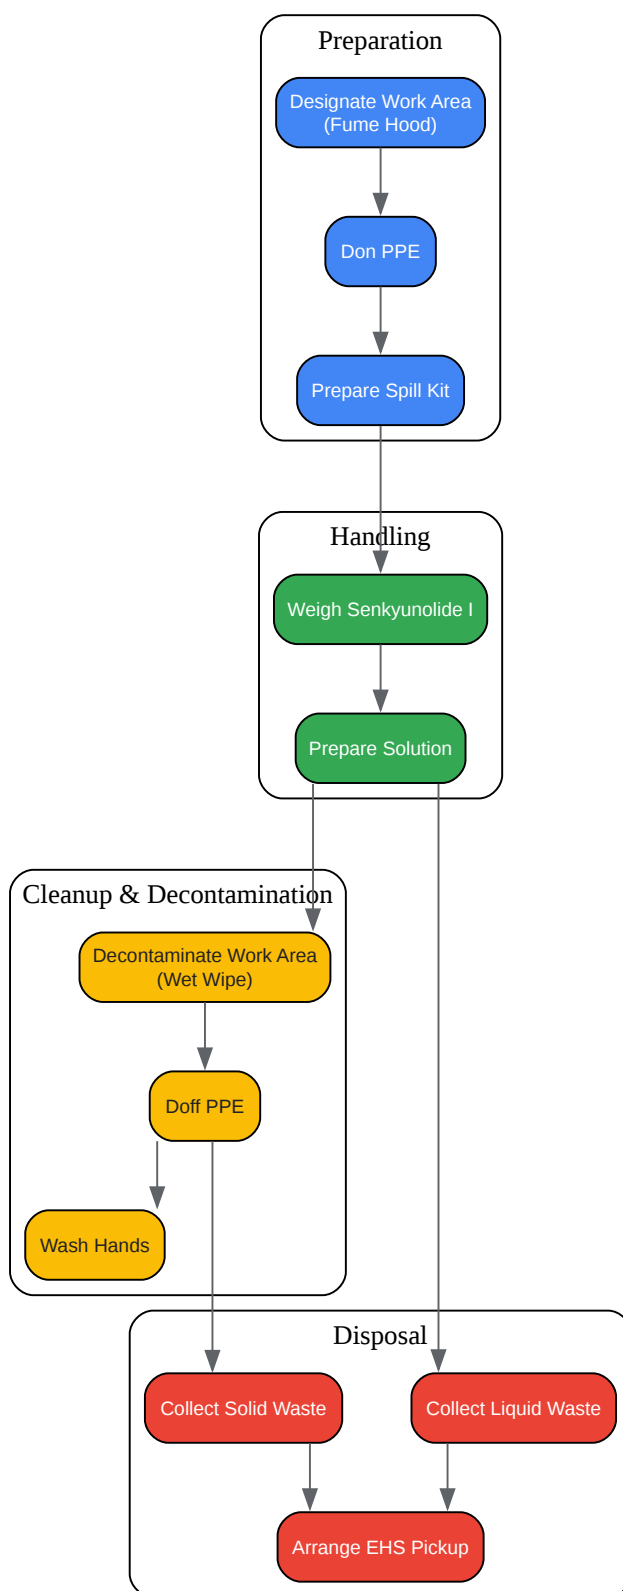 Preparation
Designate Work Area
(Fume Hood)
Don PPE
Prepare Spill Kit
Handling
Weigh Senkyunolide I
Prepare Solution
Cleanup & Decontamination
Decontaminate Work Area
(Wet Wipe)
Doff PPE
Wash Hands
Disposal
Collect Solid Waste
Collect Liquid Waste
Arrange EHS Pickup